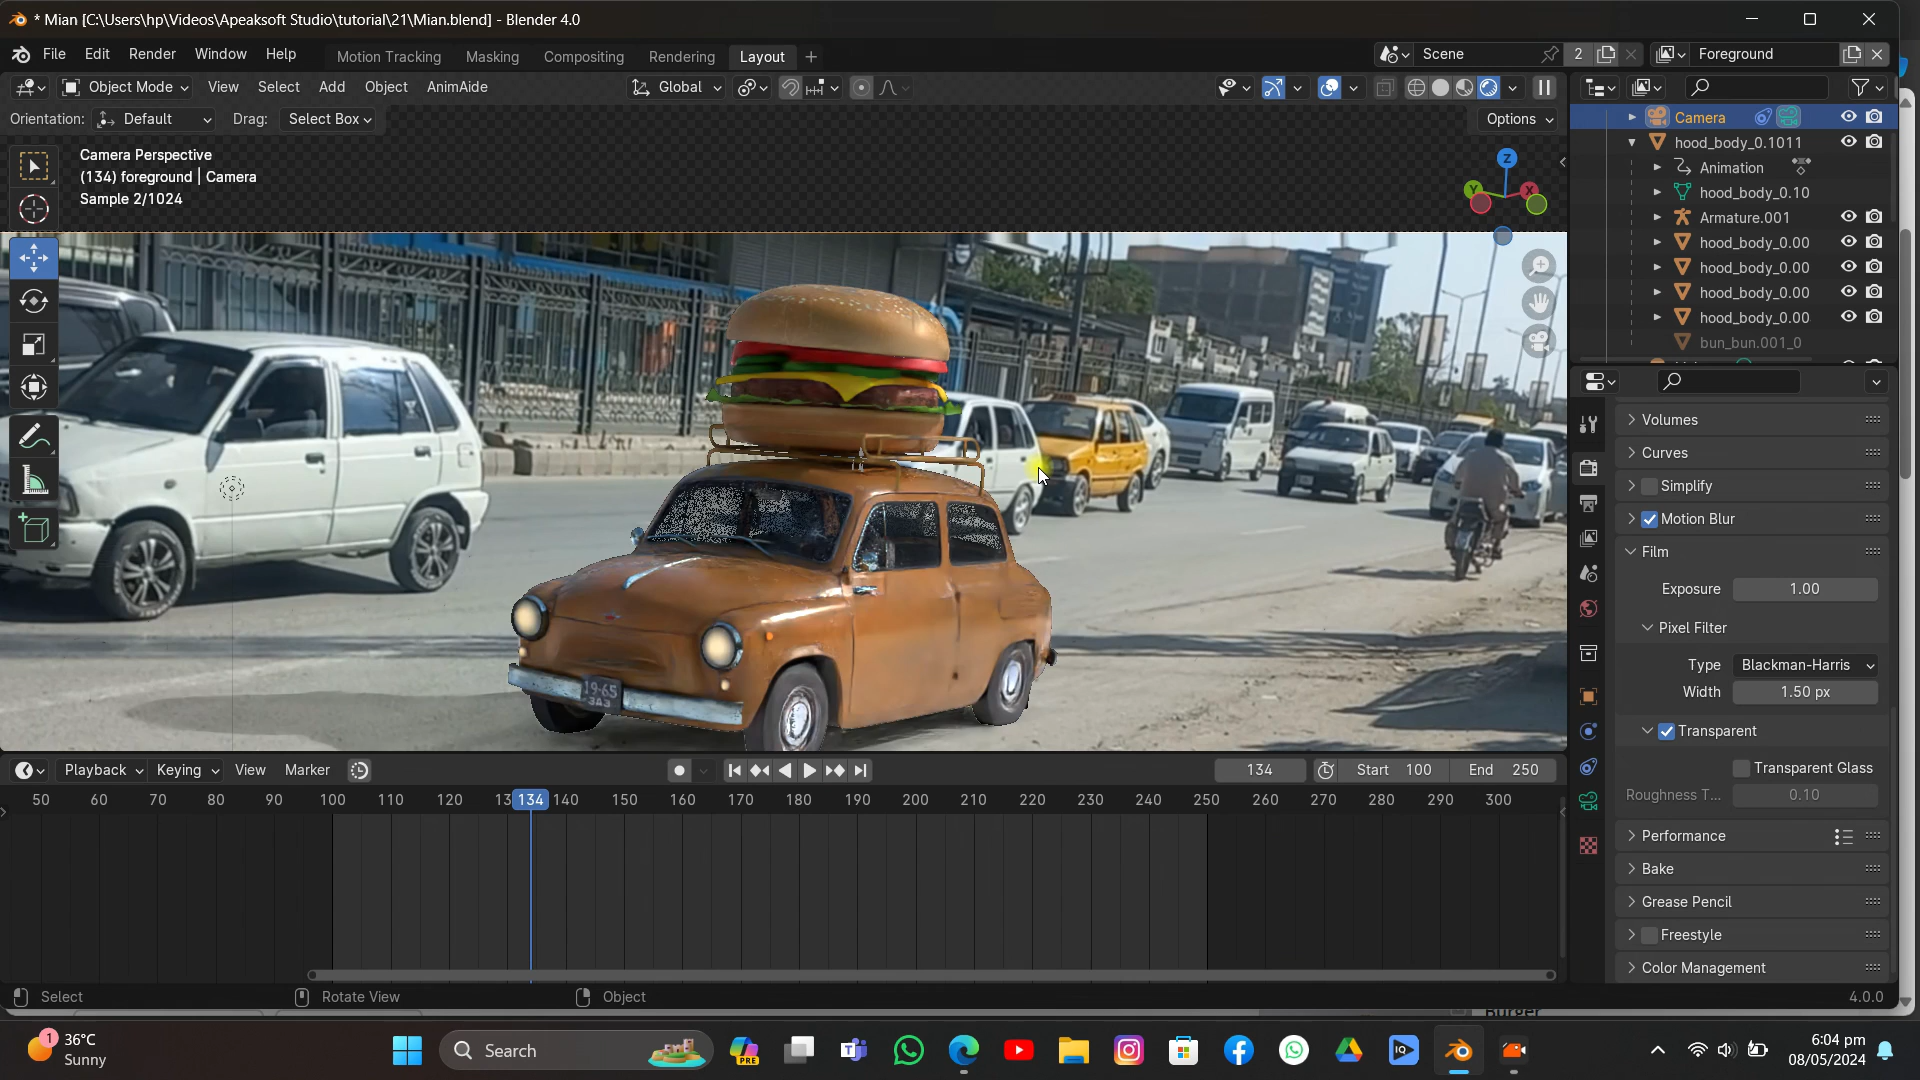 * Mian [C:\Users\hp\Videos\Apeaksoft Studio\tutorial\21\Mian.blend] - Blender 4.0
File Edit Render Window Help
Motion Tracking Masking Compositing Rendering Layout
Scene 2 Foreground
Object Mode View Select Add Object AnimAide
Global
Orientation: Default Drag: Select Box
Options
Camera Perspective
(134) foreground | Camera
Sample 2/1024
Z
Y
X
19-65
ЗАЗ
Camera
hood_body_0.1011
Animation
hood_body_0.10
Armature.001
hood_body_0.00
hood_body_0.00
hood_body_0.00
hood_body_0.00
bun_bun.001_0
Volumes
Curves
Simplify
Motion Blur
Film
Exposure 1.00
Pixel Filter
Type Blackman-Harris
Width 1.50 px
Transparent
Transparent Glass
Roughness T... 0.10
Performance
Bake
Grease Pencil
Freestyle
Color Management
Playback Keying View Marker
134 Start 100 End 250
50 60 70 80 90 100 110 120 13 134 140 150 160 170 180 190 200 210 220 230 240 250 260 270 280 290 300
Select Rotate View Object
4.0.0
Burger
1
36°C
Sunny
Search
PRE
IQ
6:04 pm
08/05/2024